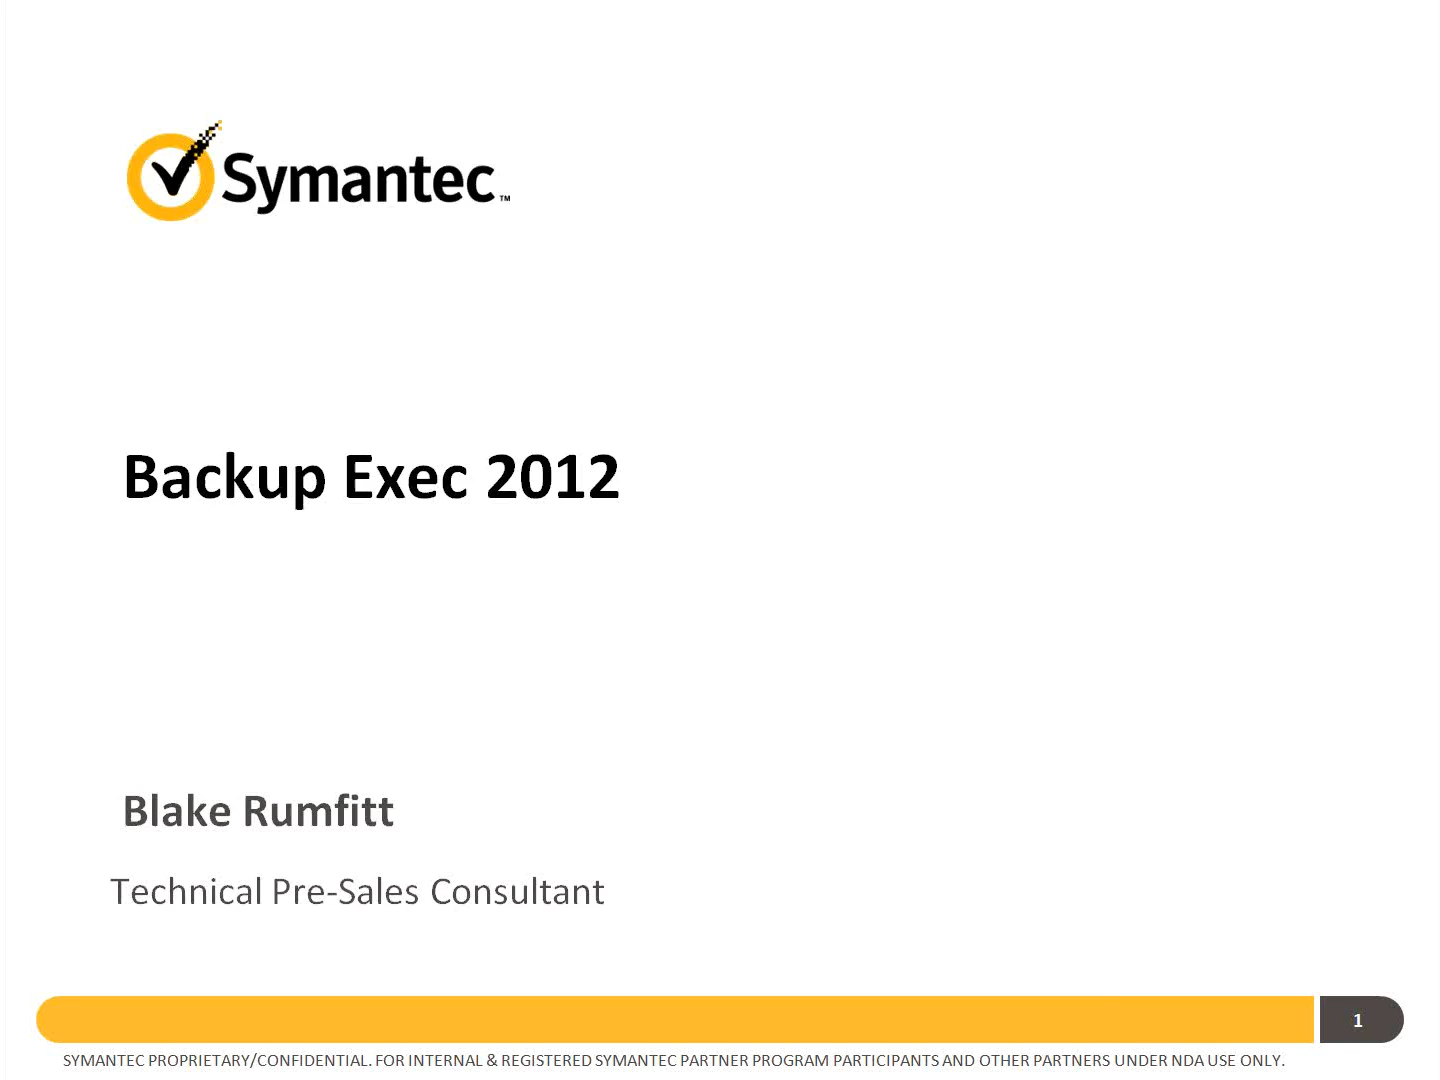 Symantec™
Backup Exec 2012
Blake Rumfitt
Technical Pre-Sales Consultant
1
SYMANTEC PROPRIETARY/CONFIDENTIAL. FOR INTERNAL & REGISTERED SYMANTEC PARTNER PROGRAM PARTICIPANTS AND OTHER PARTNERS UNDER NDA USE ONLY.